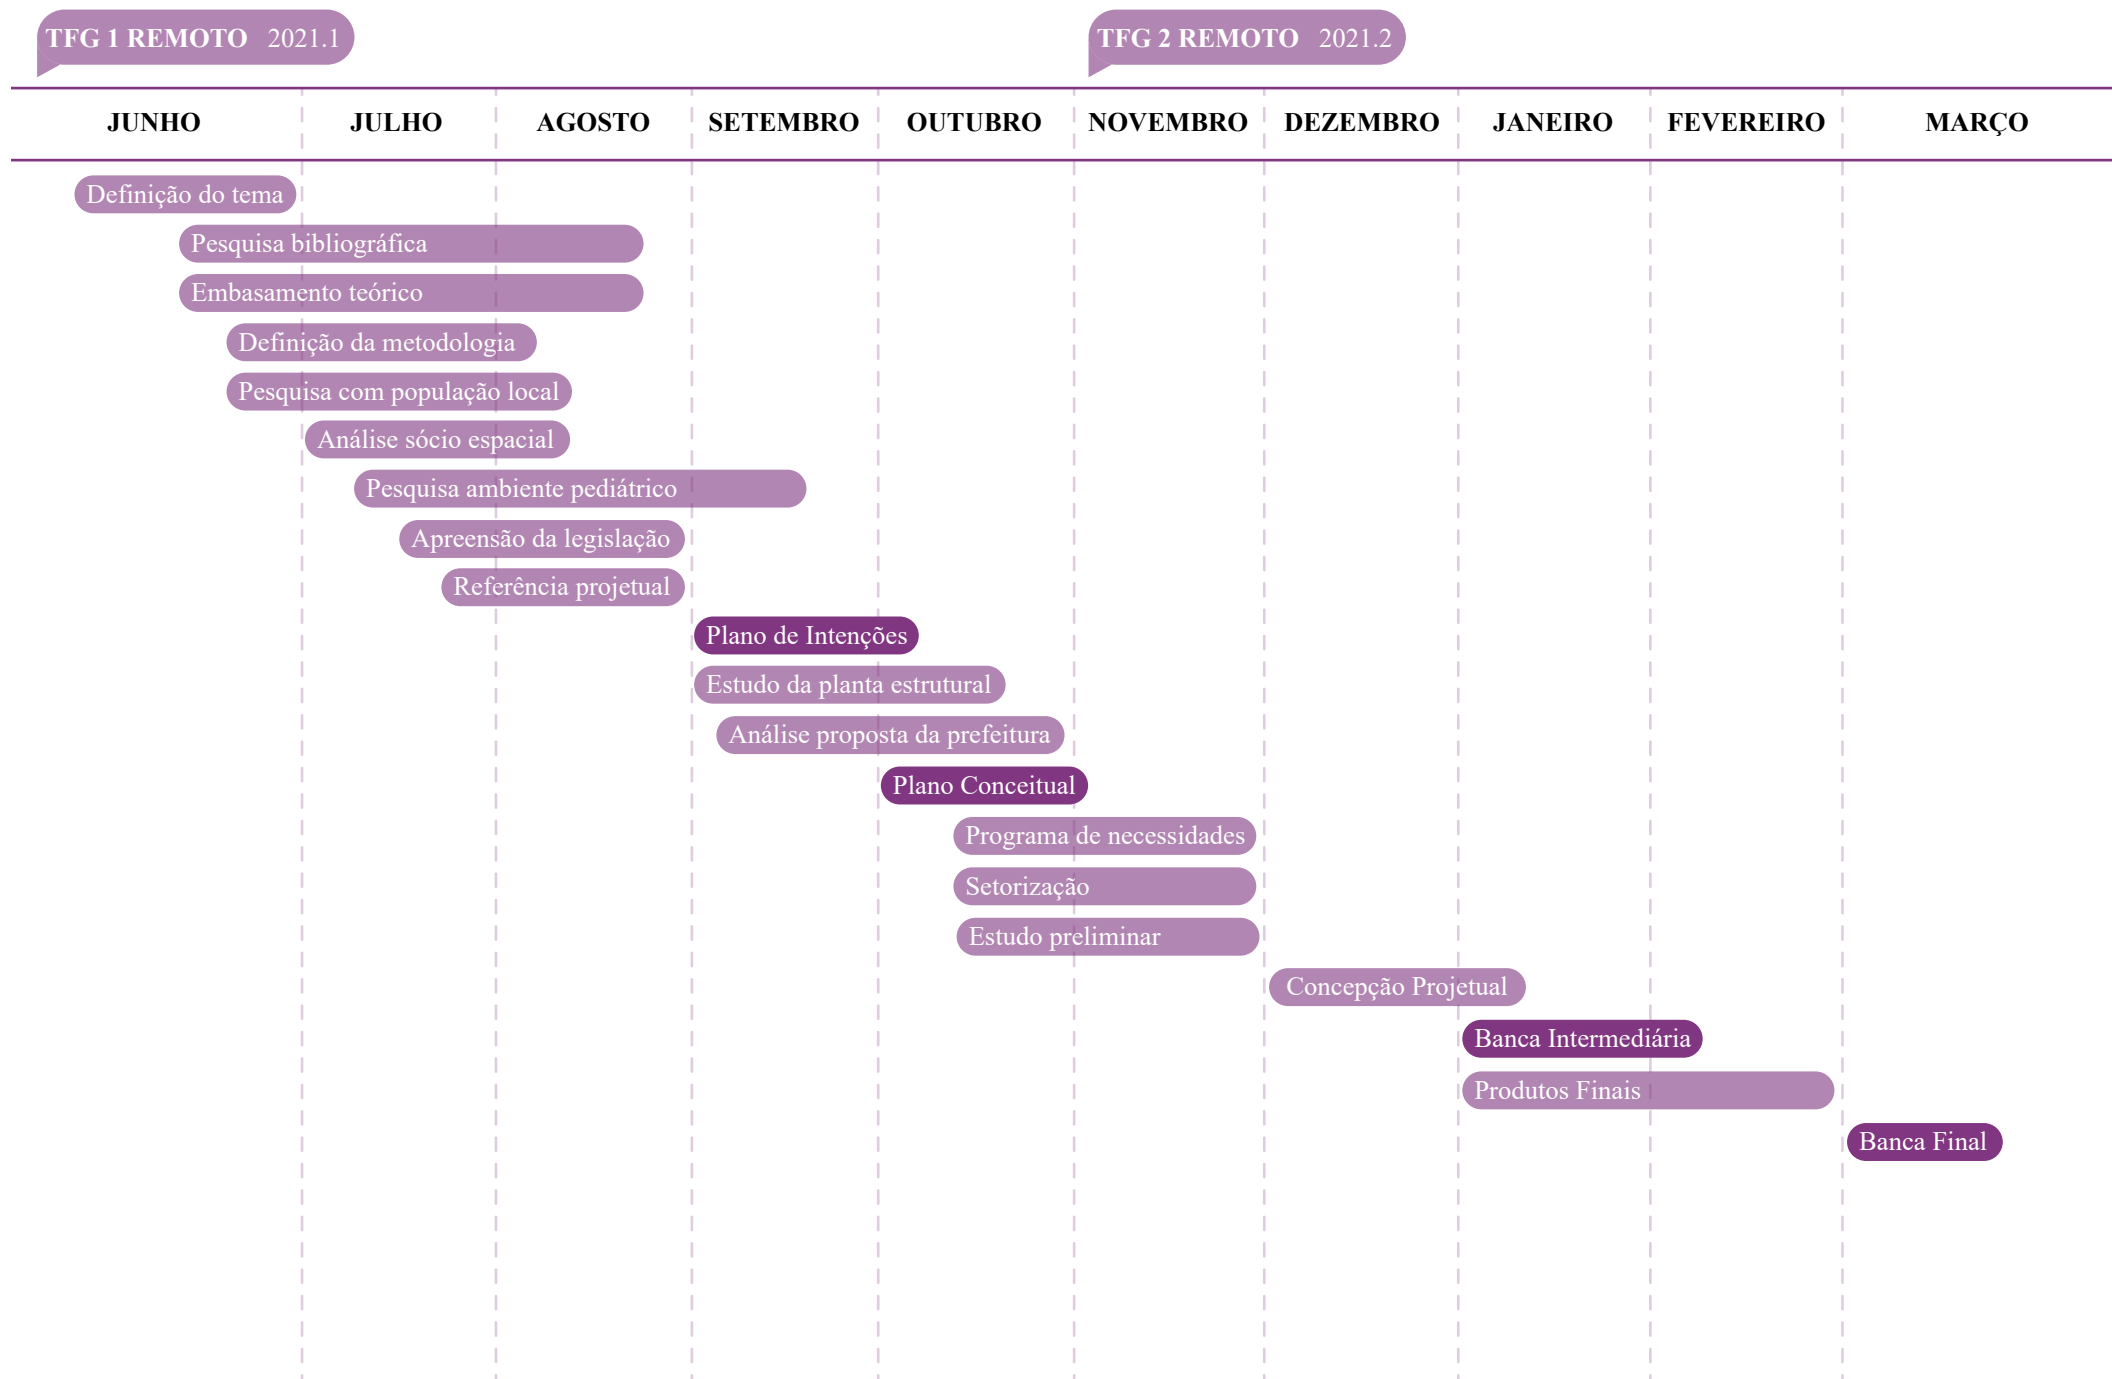 TFG 1 REMOTO 2021.1
TFG 2 REMOTO 2021.2
JUNHO JULHO AGOSTO SETEMBRO OUTUBRO NOVEMBRO DEZEMBRO JANEIRO FEVEREIRO MARÇO
Definição do tema
Pesquisa bibliográfica
Embasamento teórico
Definição da metodologia
Pesquisa com população local
Análise sócio espacial
Pesquisa ambiente pediátrico
Apreensão da legislação
Referência projetual
Plano de Intenções
Estudo da planta estrutural
Análise proposta da prefeitura
Plano Conceitual
Programa de necessidades
Setorização
Estudo preliminar
Concepção Projetual
Banca Intermediária
Produtos Finais
Banca Final